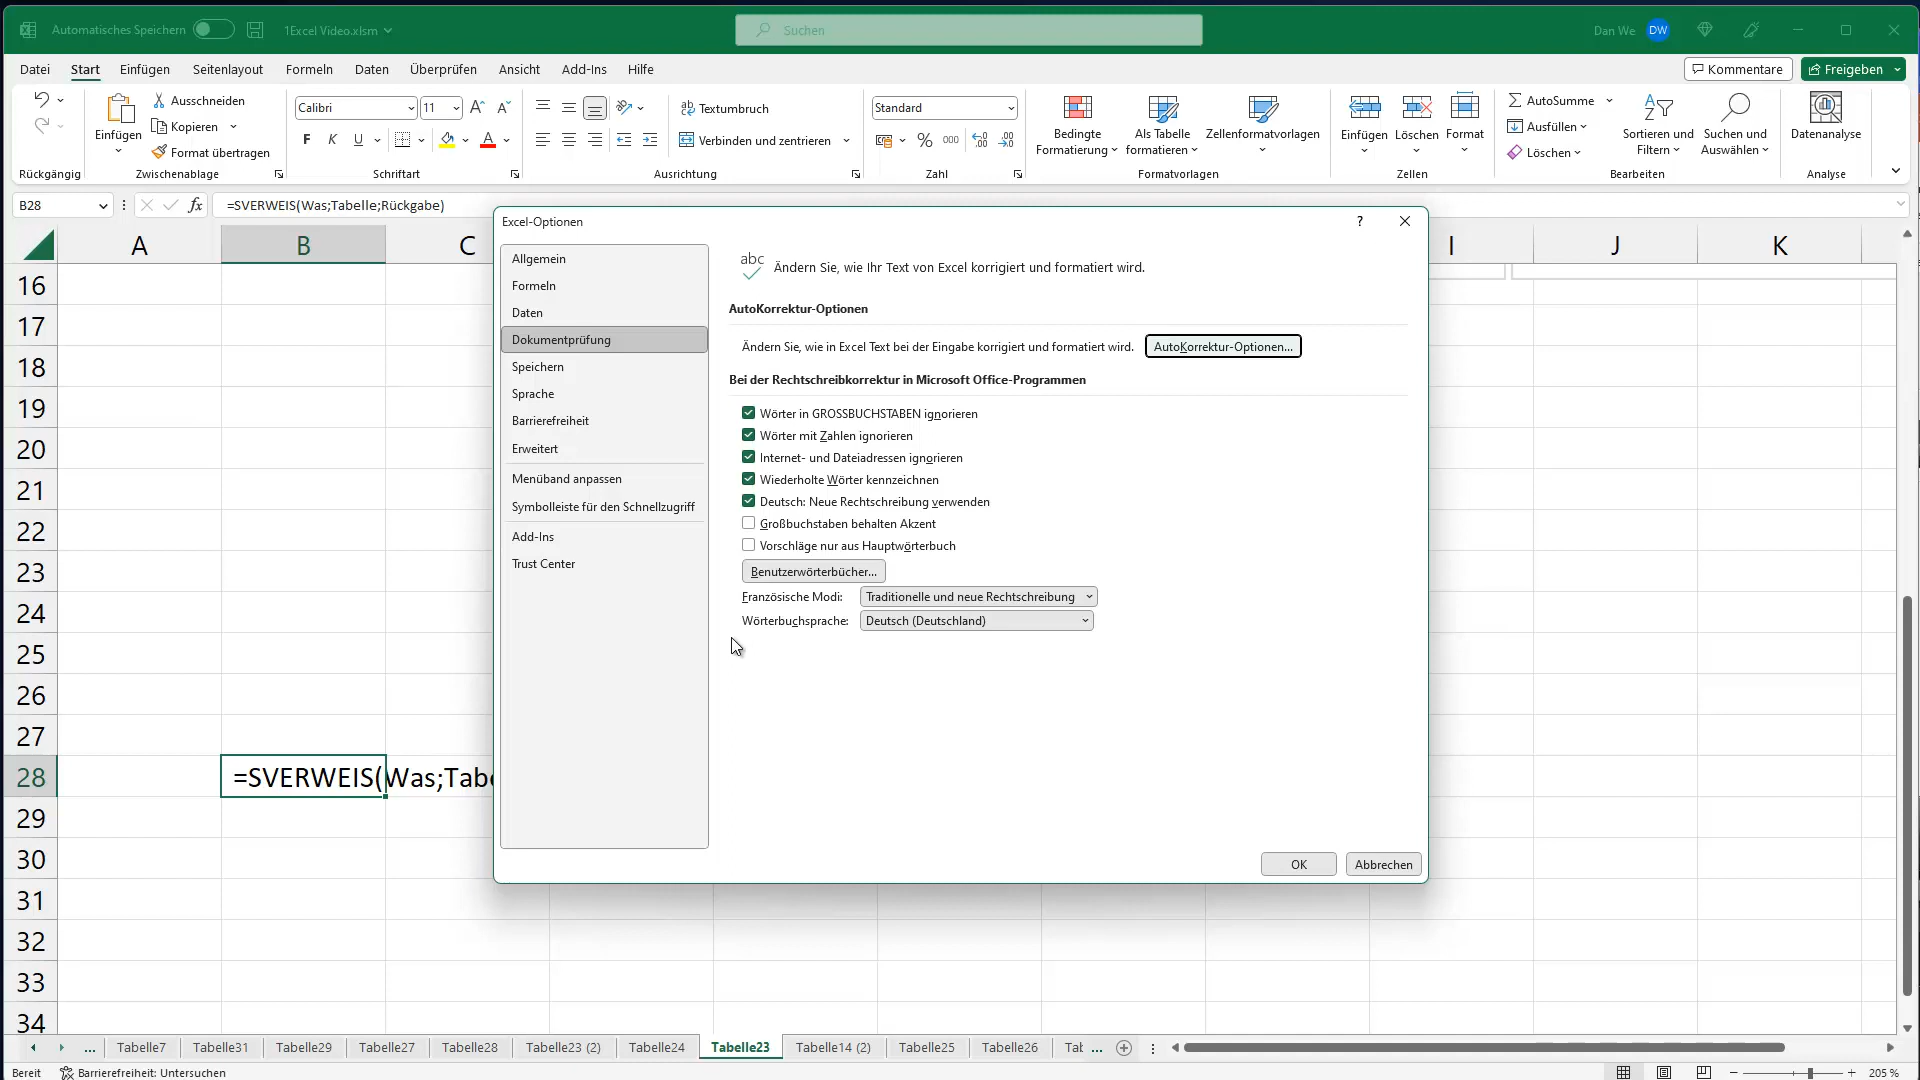 Automatisches Speichern
1Excel Video.xlsm
Suchen
Dan We
DW
Datei Start Einfügen Seitenlayout Formeln Daten Überprüfen Ansicht Add-Ins Hilfe
Kommentare
Freigeben
Einfügen
Ausschneiden
Kopieren
Format übertragen
Calibri 11
F K U
Textumbruch
Verbinden und zentrieren
Standard
% 000
Bedingte Formatierung
Als Tabelle formatieren
Zellenformatvorlagen
Einfügen Löschen Format
AutoSumme
Ausfüllen
Löschen
Sortieren und Filtern
Suchen und Auswählen
Datenanalyse
Rückgängig Zwischenablage Schriftart Ausrichtung Zahl Formatvorlagen Zellen Bearbeiten Analyse
B28
fx
=SVERWEIS(Was;Tabelle;Rückgabe)
A B C I J K
16
17
18
19
20
21
22
23
24
25
26
27
28 =SVERWEIS(Was;Tabe
29
30
31
32
33
34
Excel-Optionen
?
Allgemein
Formeln
Daten
Dokumentprüfung
Speichern
Sprache
Barrierefreiheit
Erweitert
Menüband anpassen
Symbolleiste für den Schnellzugriff
Add-Ins
Trust Center
abc
Ändern Sie, wie Ihr Text von Excel korrigiert und formatiert wird.
AutoKorrektur-Optionen
Ändern Sie, wie in Excel Text bei der Eingabe korrigiert und formatiert wird.
AutoKorrektur-Optionen...
Bei der Rechtschreibkorrektur in Microsoft Office-Programmen
Wörter in GROSSBUCHSTABEN ignorieren
Wörter mit Zahlen ignorieren
Internet- und Dateiadressen ignorieren
Wiederholte Wörter kennzeichnen
Deutsch: Neue Rechtschreibung verwenden
Großbuchstaben behalten Akzent
Vorschläge nur aus Hauptwörterbuch
Benutzerwörterbücher...
Französische Modi: Traditionelle und neue Rechtschreibung
Wörterbuchsprache: Deutsch (Deutschland)
OK
Abbrechen
... Tabelle7 Tabelle31 Tabelle29 Tabelle27 Tabelle28 Tabelle23 (2) Tabelle24 Tabelle23 Tabelle14 (2) Tabelle25 Tabelle26 Tat ...
Bereit
Barrierefreiheit: Untersuchen
205 %